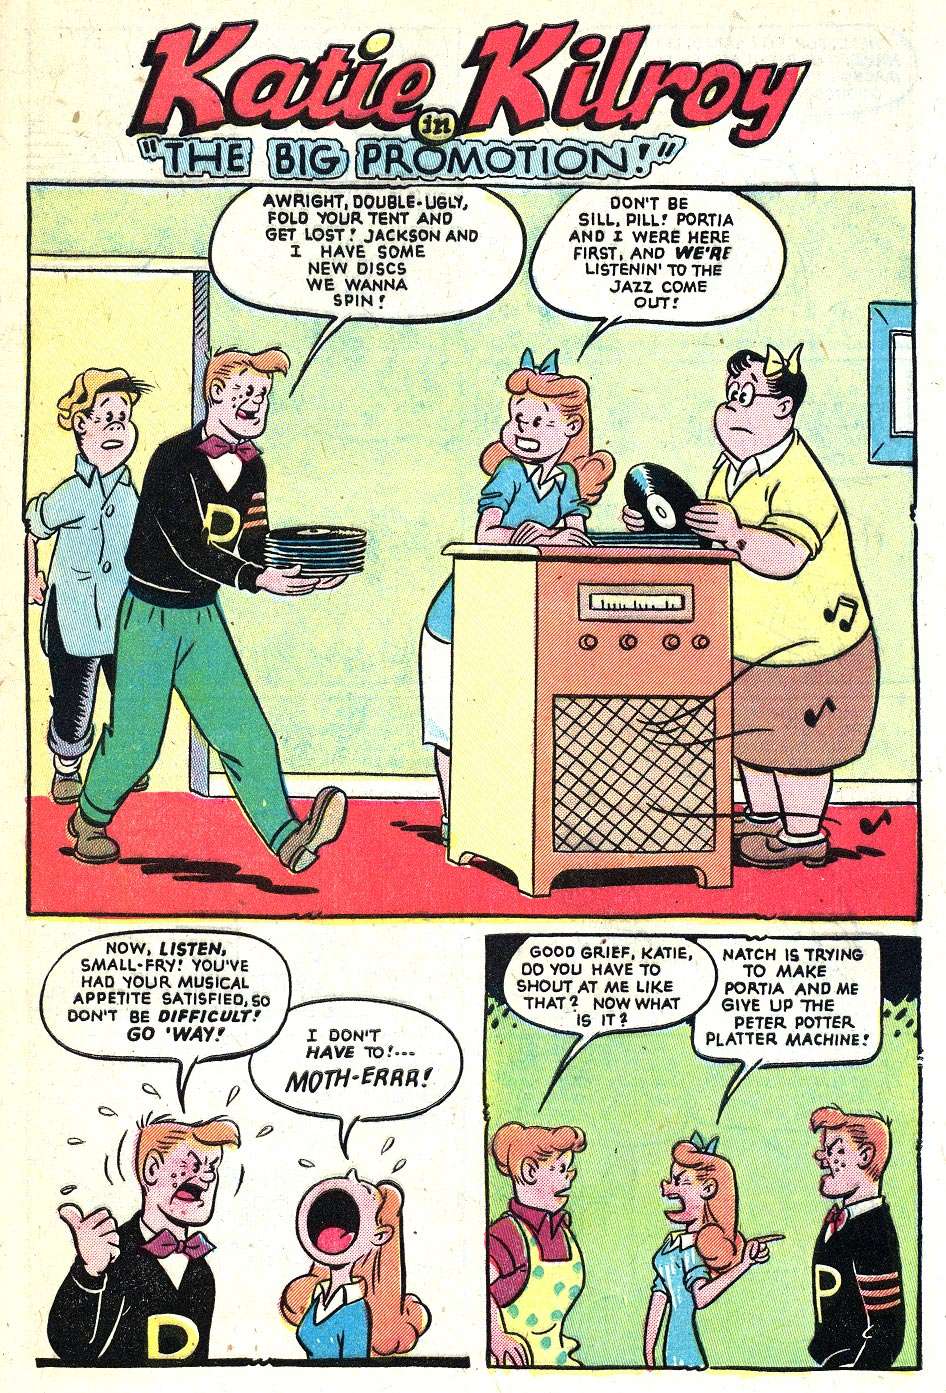 Katie Kilroy
in
"THE BIG PROMOTION!"
AWRIGHT, DOUBLE-UGLY,
FOLD YOUR TENT AND
GET LOST! JACKSON AND
I HAVE SOME
NEW DISCS
WE WANNA
SPIN!
DON'T BE
SILL, PILL! PORTIA
AND I WERE HERE
FIRST, AND WE'RE
LISTENIN' TO THE
JAZZ COME
OUT!
P
NOW, LISTEN,
SMALL-FRY! YOU'VE
HAD YOUR MUSICAL
APPETITE SATISFIED, SO
DON'T BE DIFFICULT!
GO 'WAY!
I DON'T
HAVE TO!---
MOTH-ERRR!
D
GOOD GRIEF, KATIE,
DO YOU HAVE TO
SHOUT AT ME LIKE
THAT? NOW WHAT
IS IT?
NATCH IS TRYING
TO MAKE
PORTIA AND ME
GIVE UP THE
PETER POTTER
PLATTER MACHINE!
P